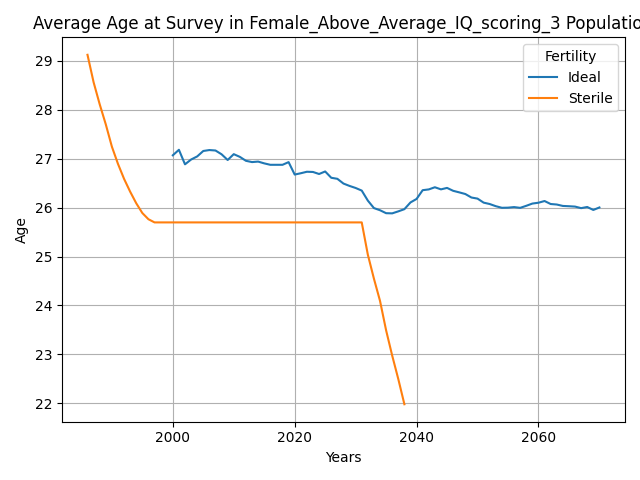 Average Age at Survey in Female_Above_Average_IQ_scoring_3 Populatio
Fertility
Ideal
Sterile
29
28
27
26
25
24
23
22
Age
2000
2020
2040
2060
Years